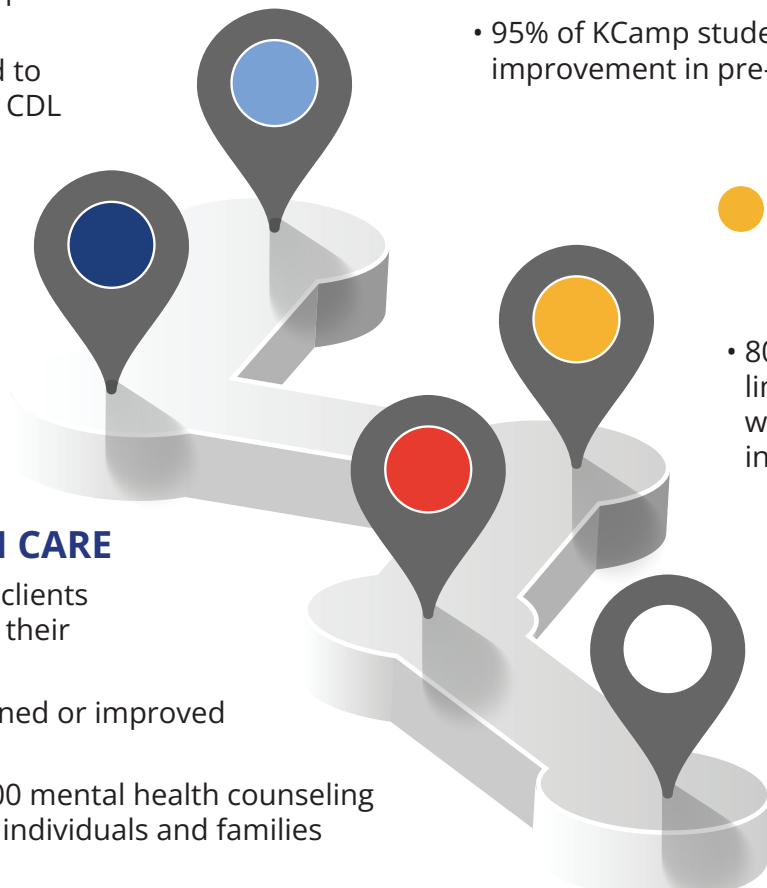 d to
CDL
• 95% of KCamp stude
improvement in pre-
• 80
lin
w
in
CARE
clients
their
ned or improved
00 mental health counseling
individuals and families